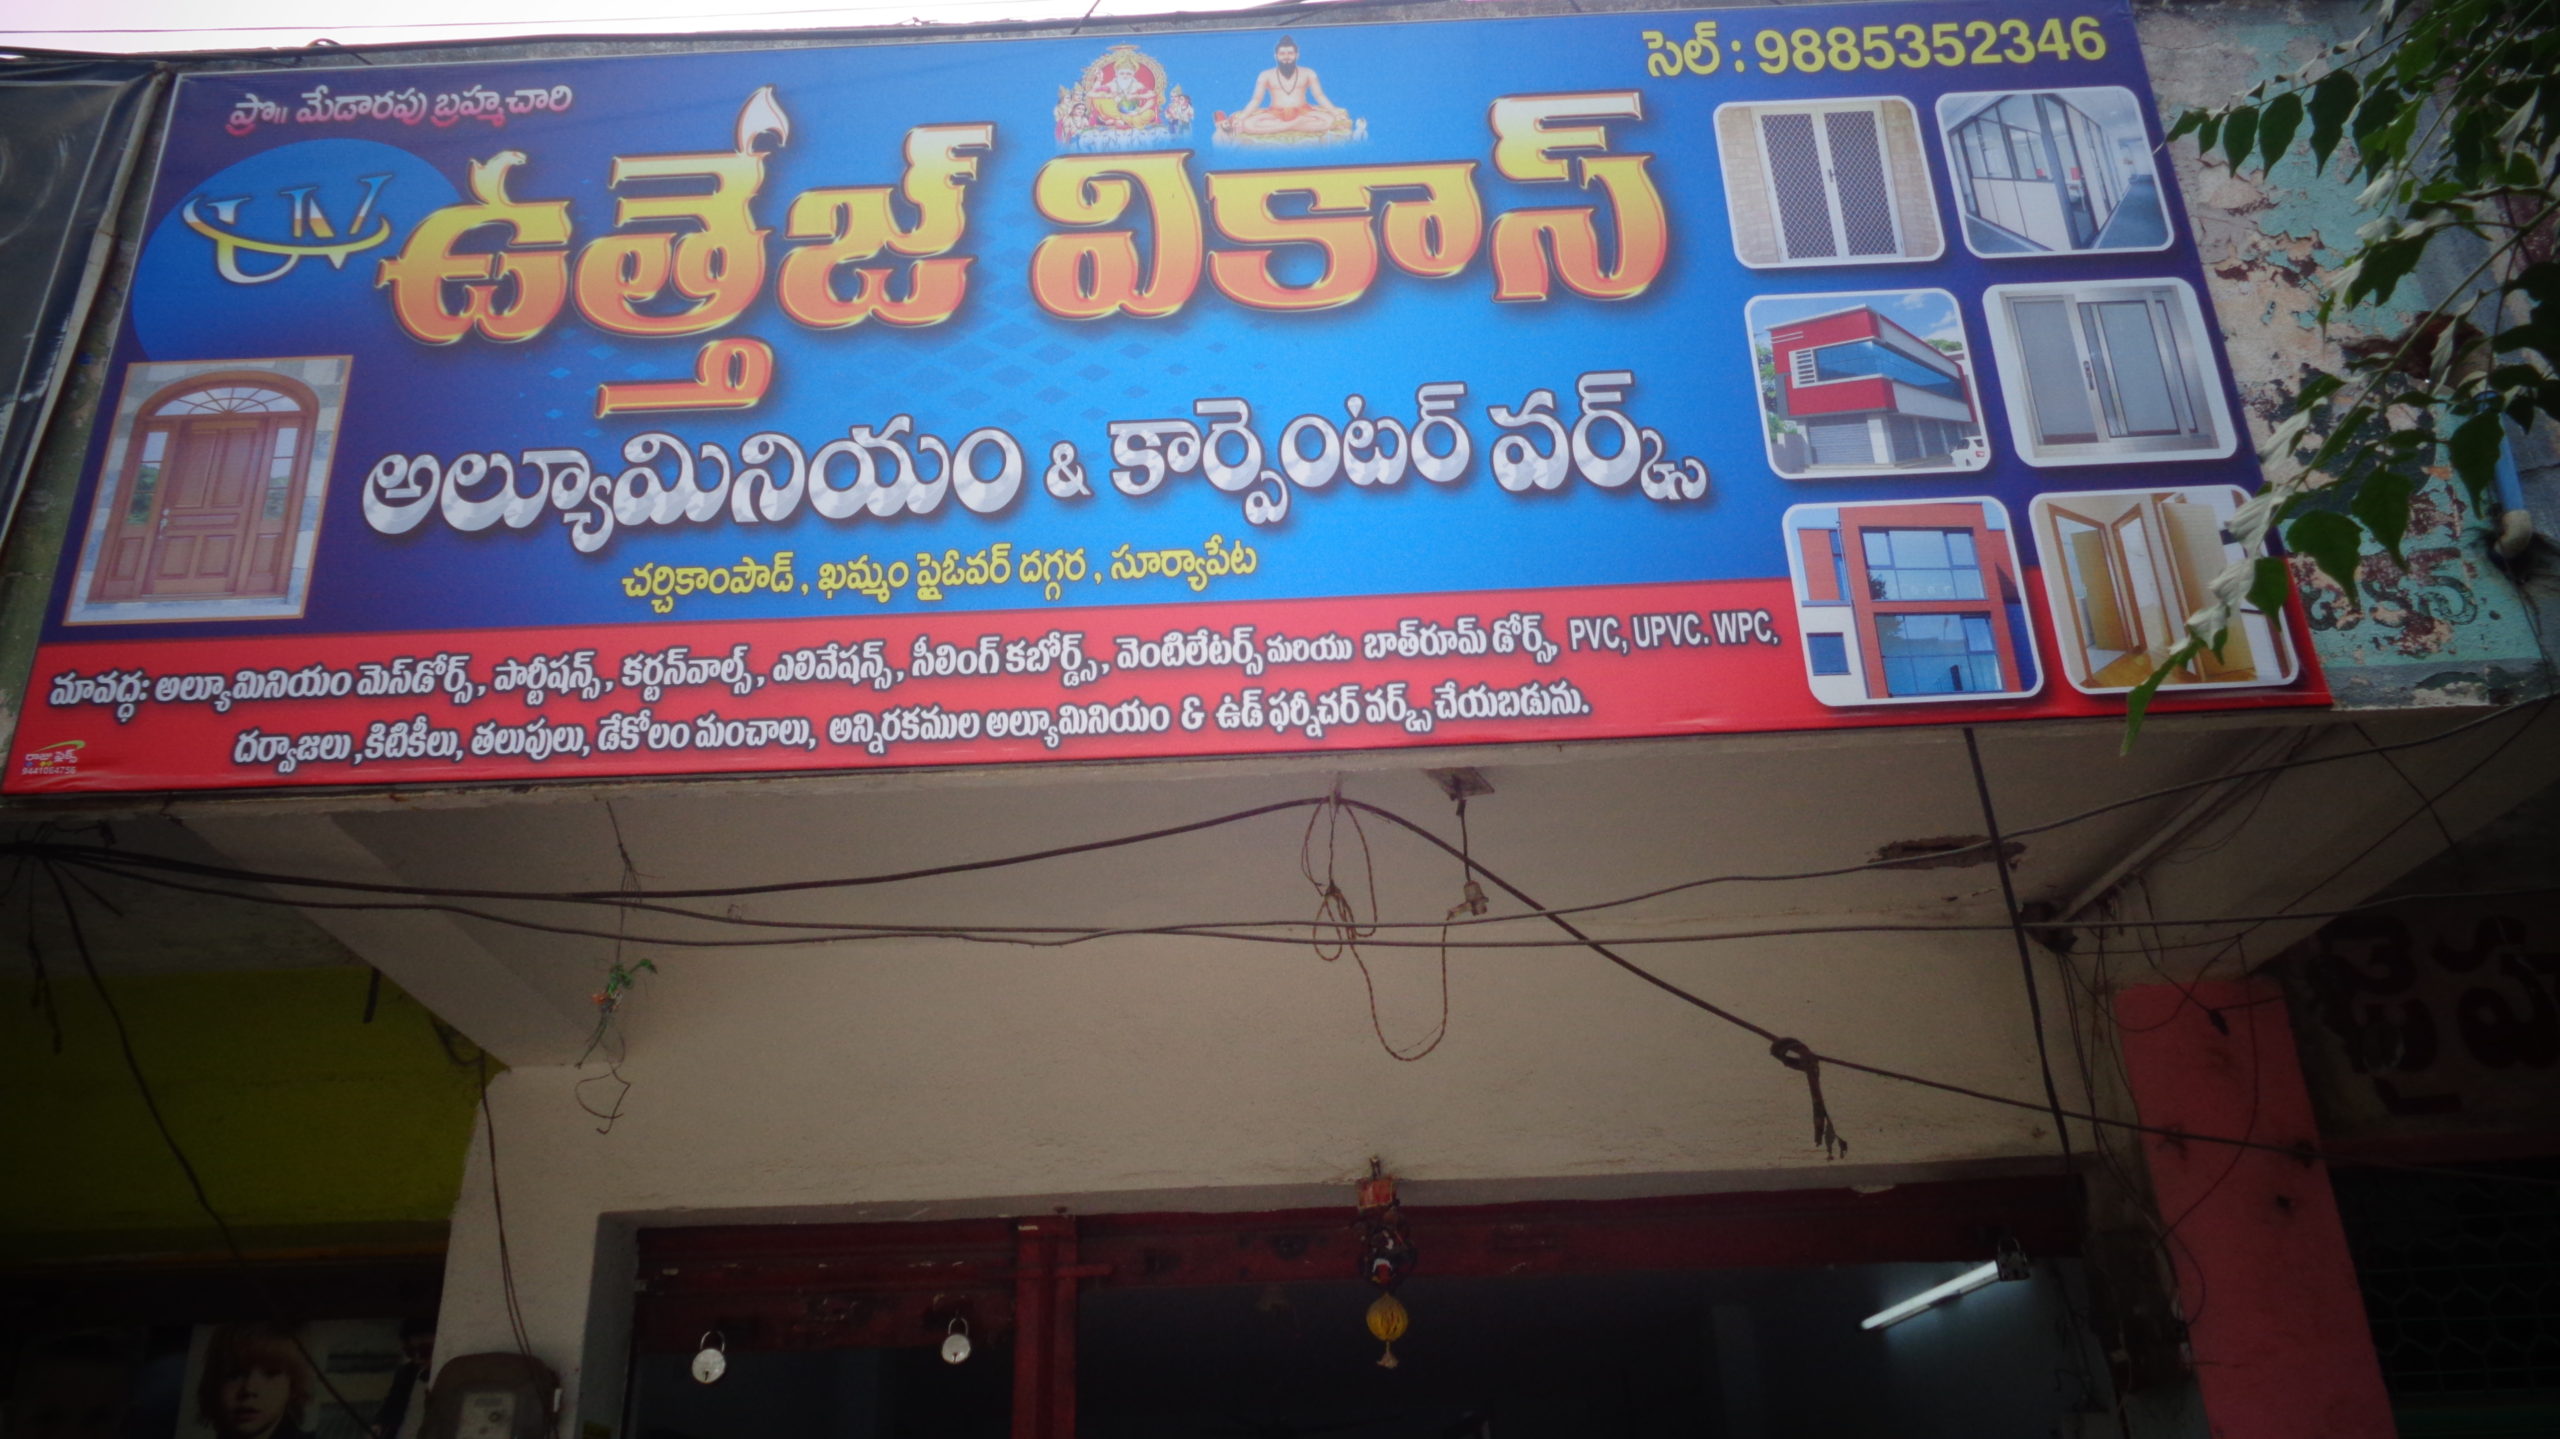 ప్రొ౹౹ మేడారపు బ్రహ్మచారి
సెల్ : 9885352346
UV
ఉత్తేజ్ వికాస్
అల్యూమినియం & కార్పెంటర్ వర్క్స్
చర్చికాంపౌడ్, ఖమ్మం ఫ్లైఓవర్ దగ్గర, సూర్యాపేట
మావద్ధ: అల్యూమినియం మెస్‌డోర్స్, పార్టీషన్స్, కర్టన్‌వాల్స్, ఎలివేషన్స్, సీలింగ్ కబోర్డ్స్, వెంటిలేటర్స్ మరియు బాత్‌రూమ్ డోర్స్, PVC, UPVC. WPC,
దర్వాజలు, కిటికీలు, తలుపులు, డేకోలం మంచాలు, అన్నిరకముల అల్యూమినియం & ఉడ్ ఫర్నీచర్ వర్క్స్ చేయబడును.
రాజు ఫ్లెక్స్
9441064756